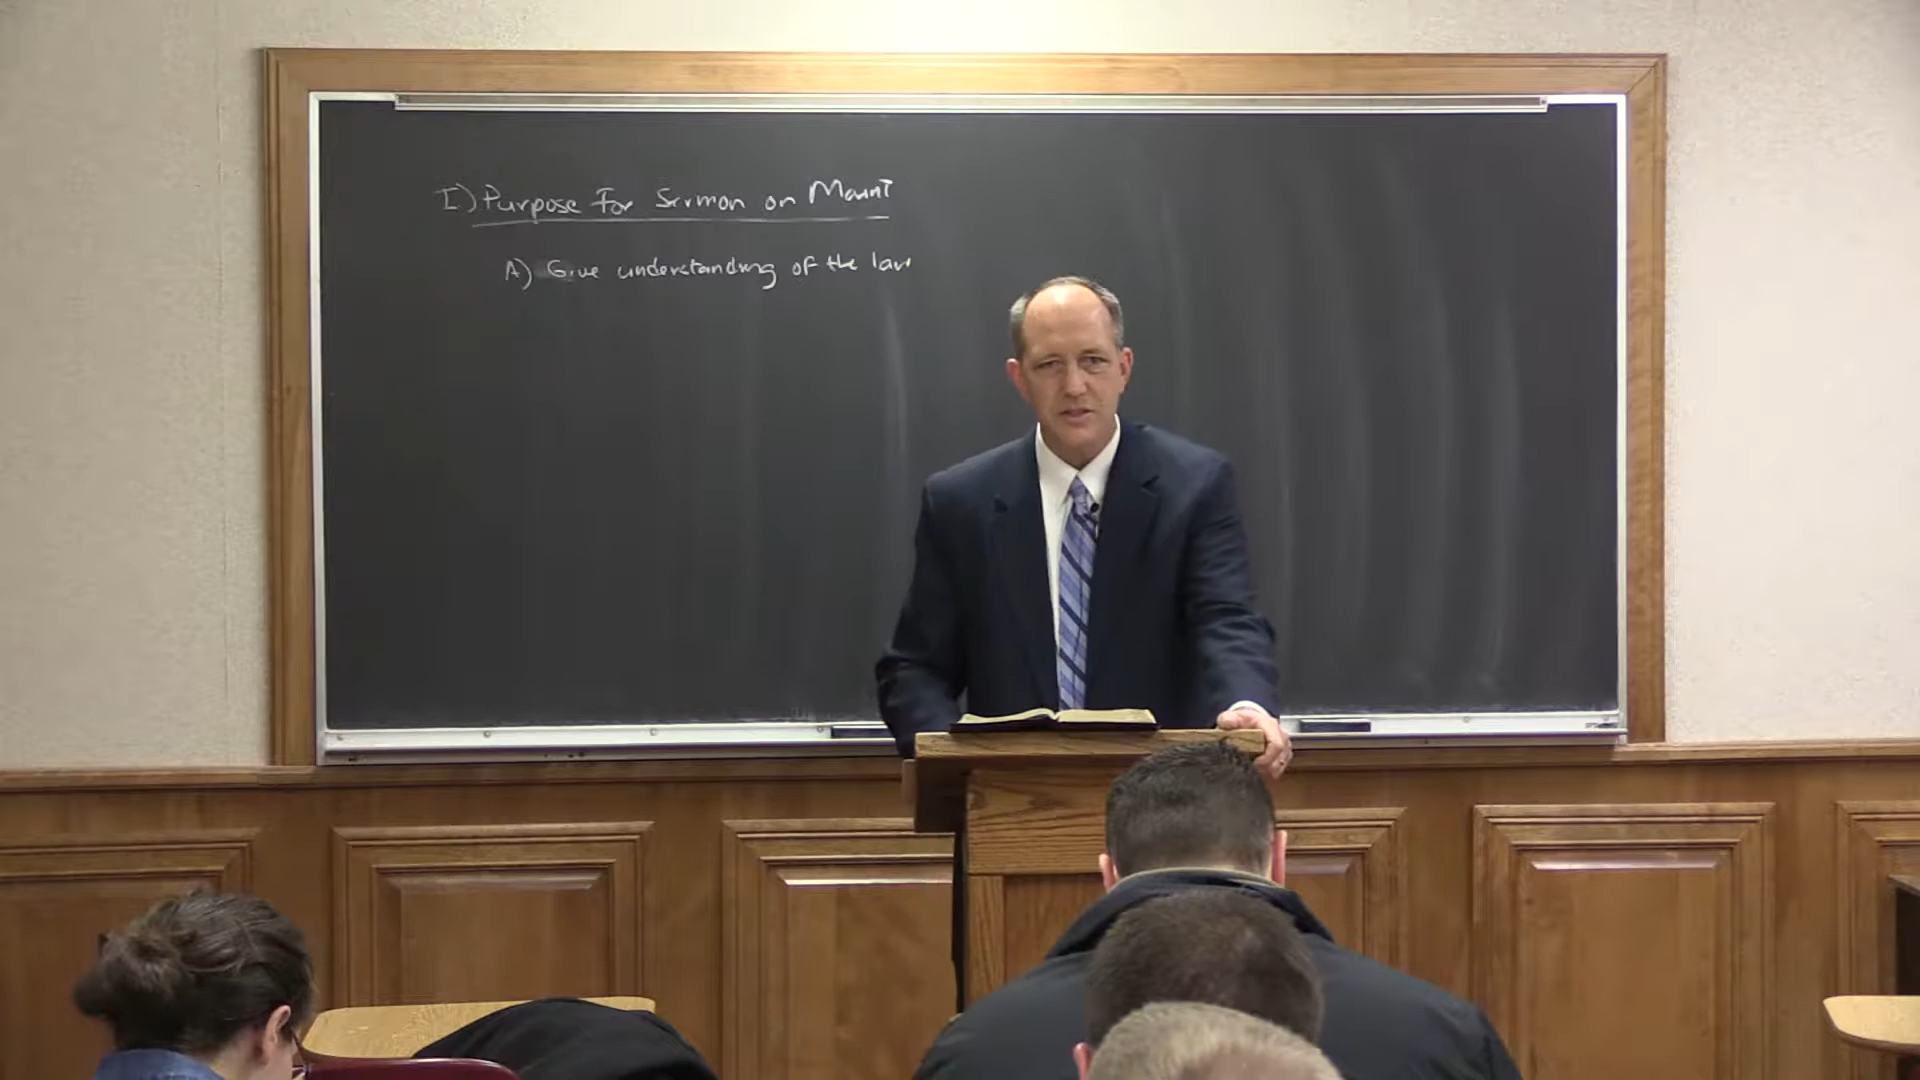 I) Purpose For Sermon on Mount
A) Give understanding of the law